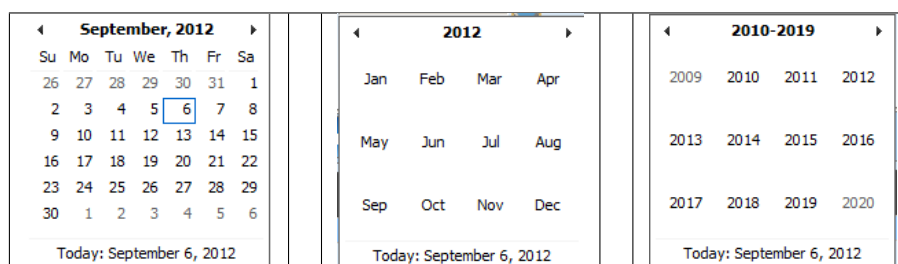 September, 2012
Su Mo Tu We Th Fr Sa
26 27 28 29 30 31 1
2 3 4 5 6 7 8
9 10 11 12 13 14 15
16 17 18 19 20 21 22
23 24 25 26 27 28 29
30 1 2 3 4 5 6
Today: September 6, 2012
2012
Jan Feb Mar Apr
May Jun Jul Aug
Sep Oct Nov Dec
Today: September 6, 2012
2010-2019
2009 2010 2011 2012
2013 2014 2015 2016
2017 2018 2019 2020
Today: September 6, 2012